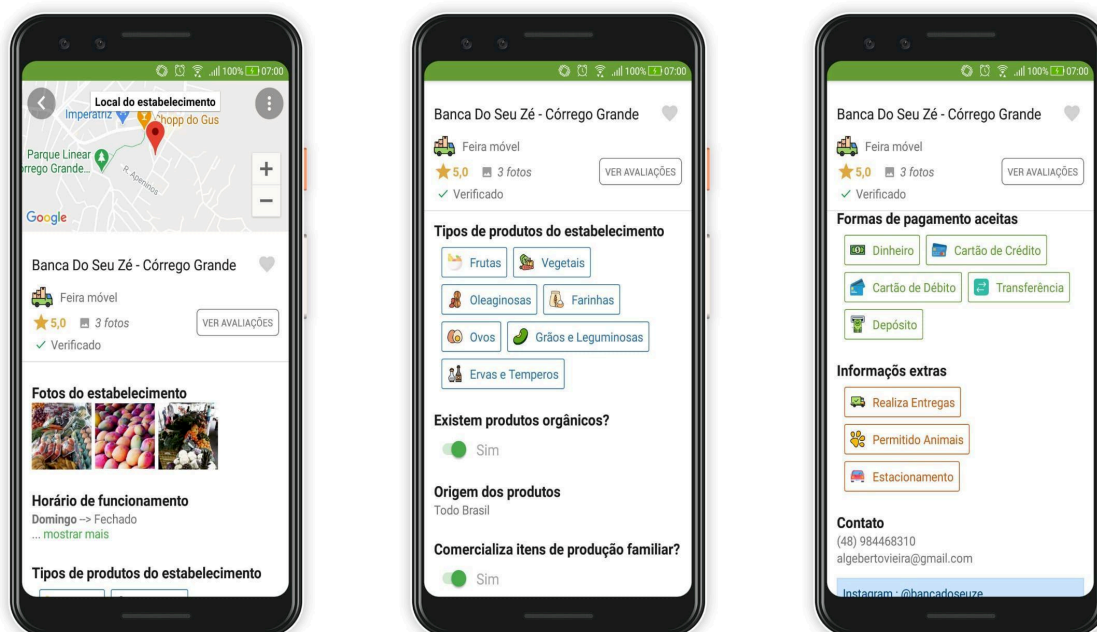 100% 07:00
Local do estabelecimento
Imperatriz
Chopp do Gus
Parque Linear
Córrego Grande...
R. Apeninos
+
−
Google
Banca Do Seu Zé - Córrego Grande
Feira móvel
5,0 3 fotos VER AVALIAÇÕES
Verificado
Fotos do estabelecimento
Horário de funcionamento
Domingo --> Fechado
... mostrar mais
Tipos de produtos do estabelecimento
100% 07:00
Banca Do Seu Zé - Córrego Grande
Feira móvel
5,0 3 fotos VER AVALIAÇÕES
Verificado
Tipos de produtos do estabelecimento
Frutas Vegetais
Oleaginosas Farinhas
Ovos Grãos e Leguminosas
Ervas e Temperos
Existem produtos orgânicos?
Sim
Origem dos produtos
Todo Brasil
Comercializa itens de produção familiar?
Sim
100% 07:00
Banca Do Seu Zé - Córrego Grande
Feira móvel
5,0 3 fotos VER AVALIAÇÕES
Verificado
Formas de pagamento aceitas
Dinheiro Cartão de Crédito
Cartão de Débito Transferência
Depósito
Informaçõs extras
Realiza Entregas
Permitido Animais
Estacionamento
Contato
(48) 984468310
algebertovieira@gmail.com
Instagram : @bancadoseuze